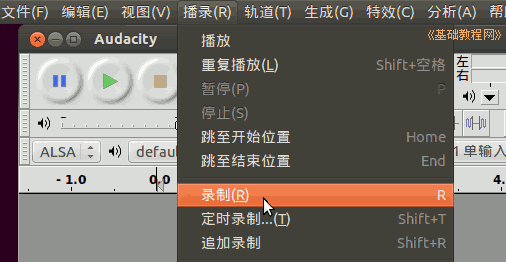 文件(F) 编辑(E) 视图(V) 播录(R) 轨道(T) 生成(G) 特效(C) 分析(A)
Audacity
《基础教程网》
播放
重复播放(L) Shift+空格
左
右
暂停(P) P
停止(S)
跳至开始位置 Home
ALSA
跳至结束位置 End
1 单输入
- 1.0 0.0
录制(R) R
4.
定时录制...(T) Shift+T
追加录制 Shift+R